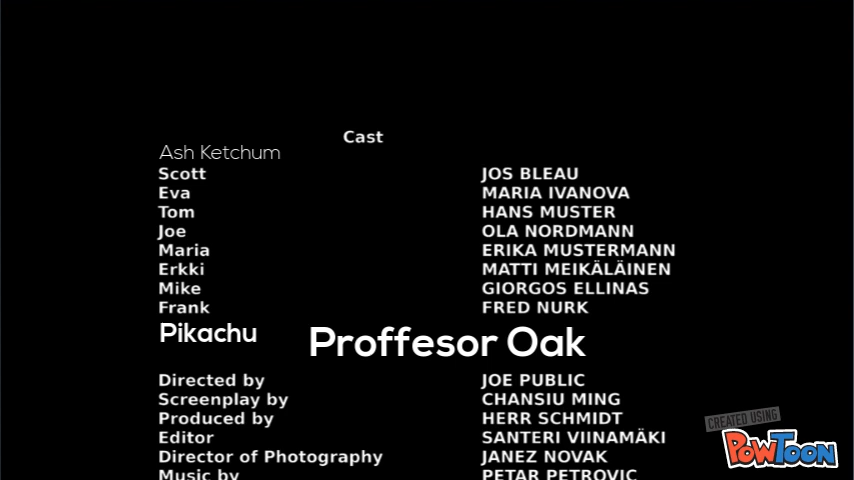 Cast
Ash Ketchum
Scott JOS BLEAU
Eva MARIA IVANOVA
Tom HANS MUSTER
Joe OLA NORDMANN
Maria ERIKA MUSTERMANN
Erkki MATTI MEIKÄLÄINEN
Mike GIORGOS ELLINAS
Frank FRED NURK
Pikachu Proffesor Oak
Directed by JOE PUBLIC
Screenplay by CHANSIU MING
Produced by HERR SCHMIDT
Editor SANTERI VIINAMÄKI
Director of Photography JANEZ NOVAK
Music by PETAR PETROVIC
CREATED USING
POWTOON